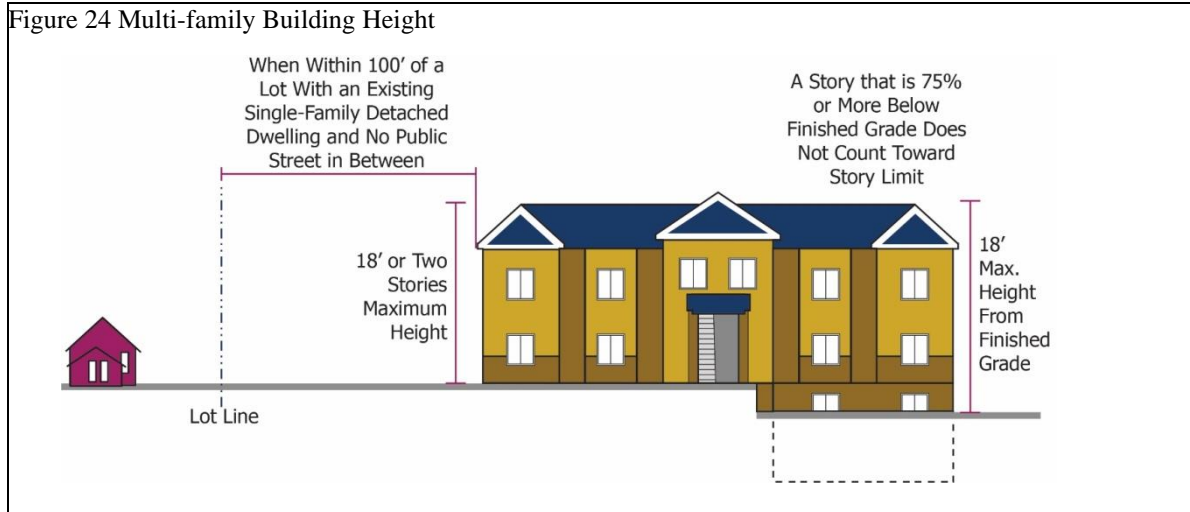 Figure 24 Multi-family Building Height
When Within 100' of a
Lot With an Existing
Single-Family Detached
Dwelling and No Public
Street in Between
A Story that is 75%
or More Below
Finished Grade Does
Not Count Toward
Story Limit
18' or Two
Stories
Maximum
Height
18'
Max.
Height
From
Finished
Grade
Lot Line